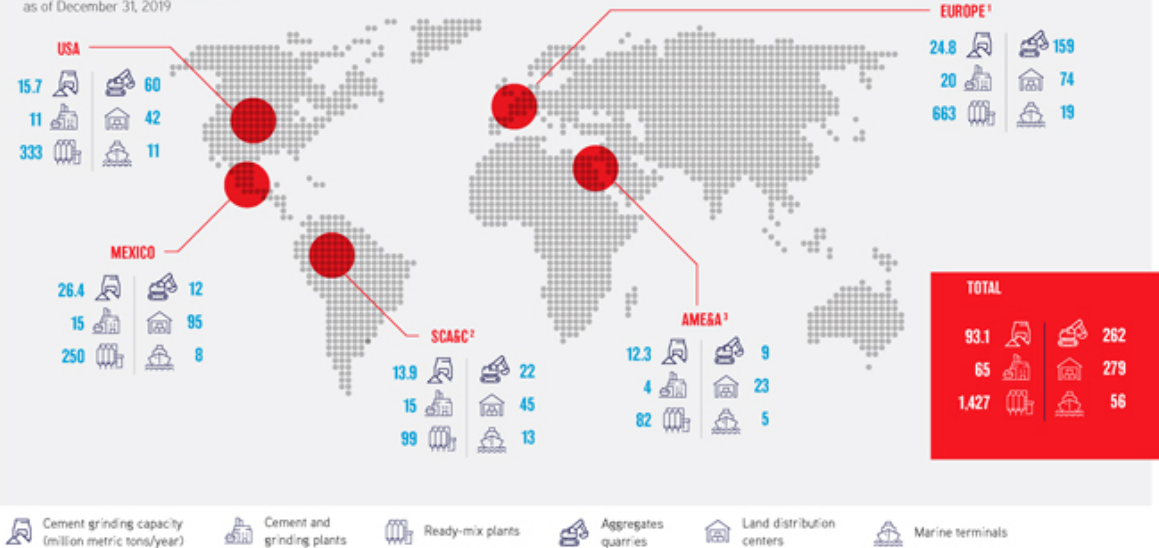 as of December 31, 2019
USA
15.7 60
11 42
333 11
EUROPE¹
24.8 159
20 74
663 19
MEXICO
26.4 12
15 95
250 8
SCA&C²
13.9 22
15 45
99 13
AME&A³
12.3 9
4 23
82 5
TOTAL
93.1 262
65 279
1,427 56
Cement grinding capacity
(millon metric tons/year)
Cement and
grinding plants
Ready-mix plants
Aggregates
quarries
Land distribution
centers
Marine terminals